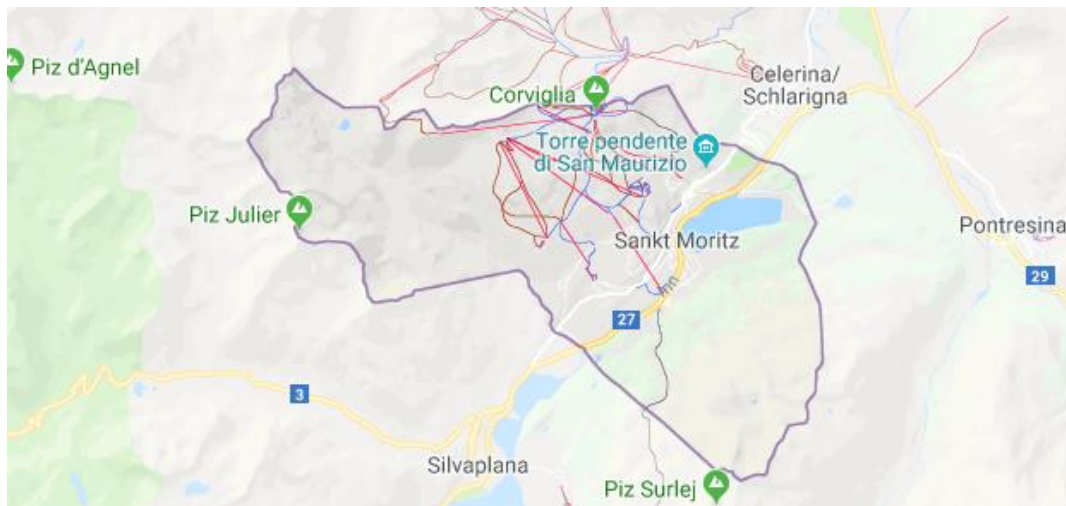 Piz d'Agnel
Celerina/
Schlarigna
Corviglia
Torre pendente
di San Maurizio
Piz Julier
Sankt Moritz
Pontresina
29
Inn
27
3
Silvaplana
Piz Surlej